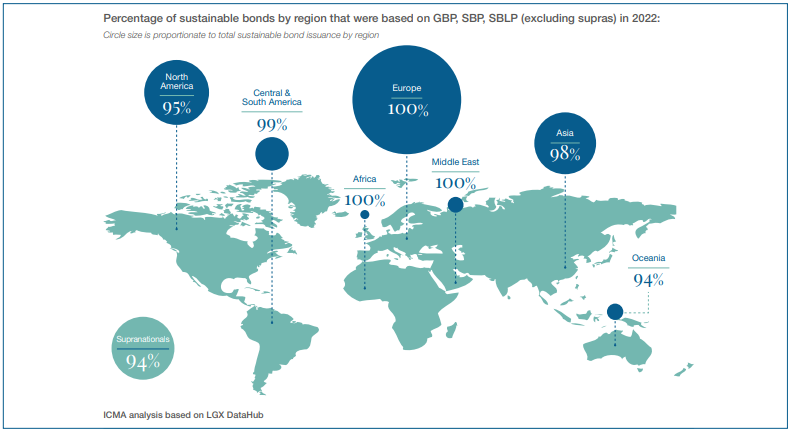 Percentage of sustainable bonds by region that were based on GBP, SBP, SBLP (excluding supras) in 2022:
Circle size is proportionate to total sustainable bond issuance by region
North
America
95%
Central &
South America
99%
Europe
100%
Africa
100%
Middle East
100%
Asia
98%
Oceania
94%
Supranationals
94%
ICMA analysis based on LGX DataHub